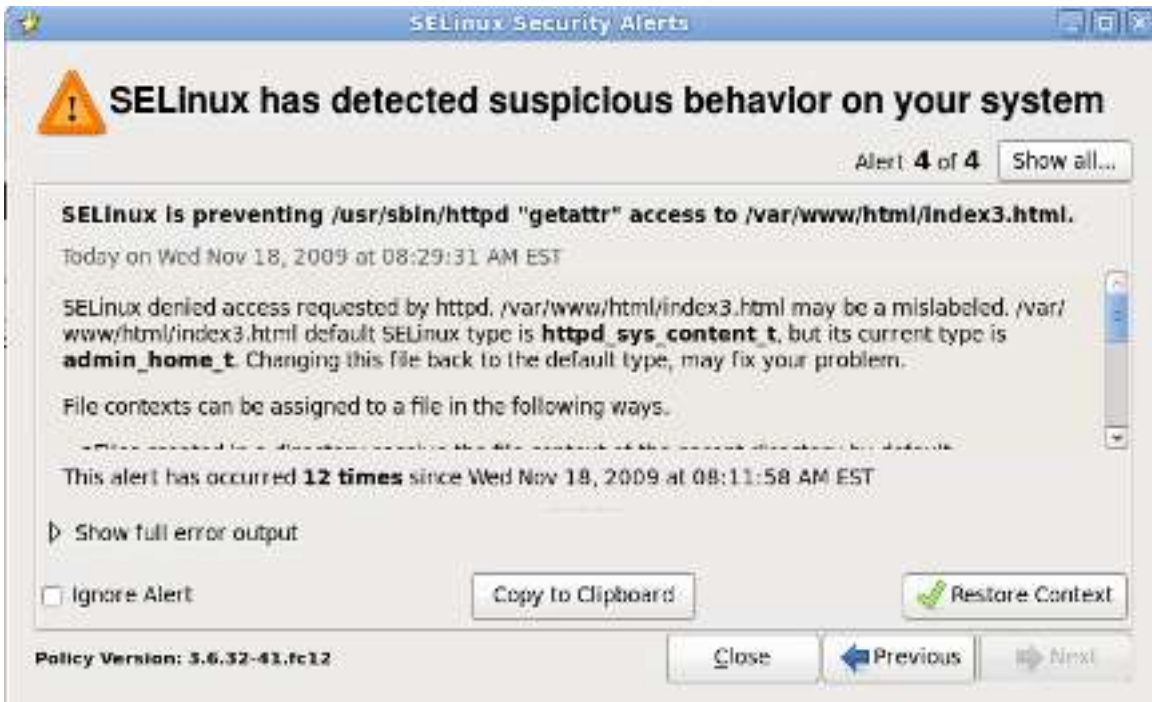 SELinux Security Alerts
SELinux has detected suspicious behavior on your system
Alert 4 of 4 Show all...
SELinux is preventing /usr/sbin/httpd "getattr" access to /var/www/html/index3.html.
Today on Wed Nov 18, 2009 at 08:29:31 AM EST
SELinux denied access requested by httpd. /var/www/html/index3.html may be a mislabeled. /var/
www/html/index3.html default SELinux type is httpd_sys_content_t, but its current type is
admin_home_t. Changing this file back to the default type, may fix your problem.
File contexts can be assigned to a file in the following ways.
This alert has occurred 12 times since Wed Nov 18, 2009 at 08:11:58 AM EST
Show full error output
Ignore Alert Copy to Clipboard Restore Context
Policy Version: 3.6.32-41.fc12 Close Previous Next